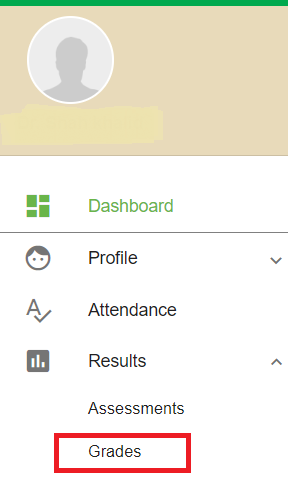 Dashboard
Profile
Attendance
Results
Assessments
Grades